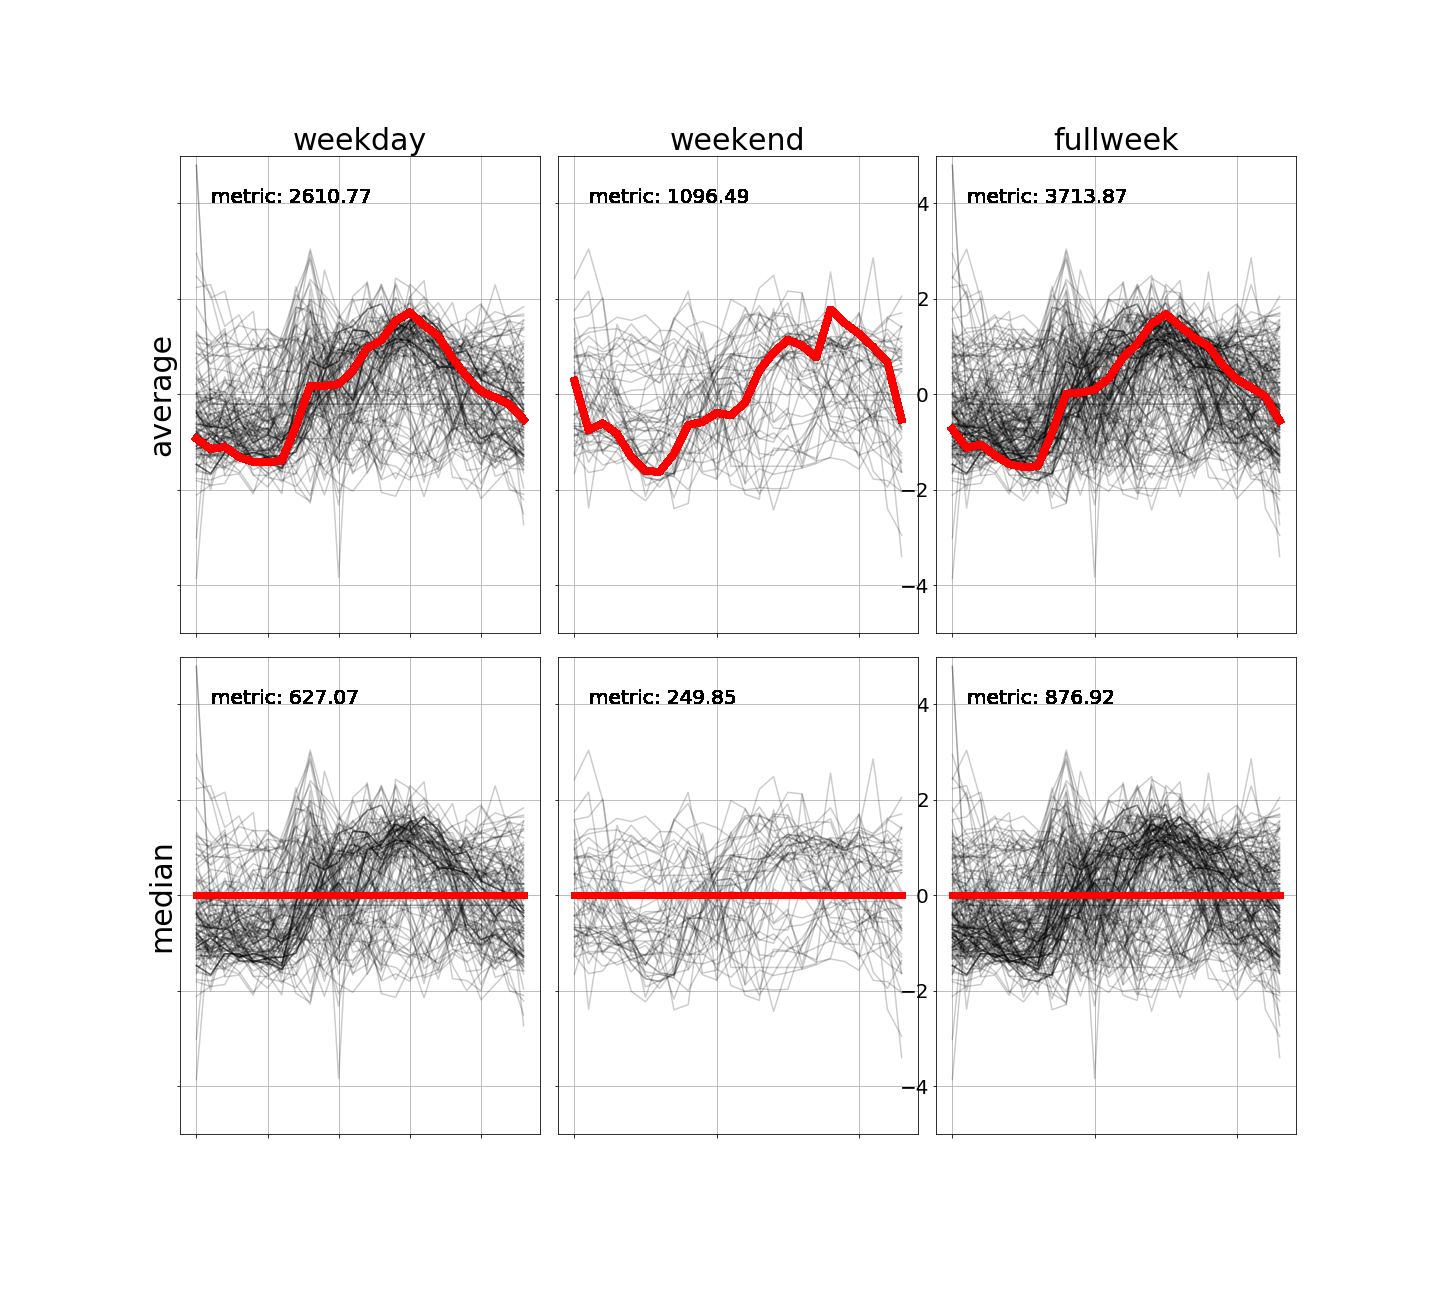 weekday weekend fullweek
average
metric: 2610.77 metric: 1096.49 metric: 3713.87
4
2
0
−2
−4
median
metric: 627.07 metric: 249.85 metric: 876.92
4
2
0
−2
−4